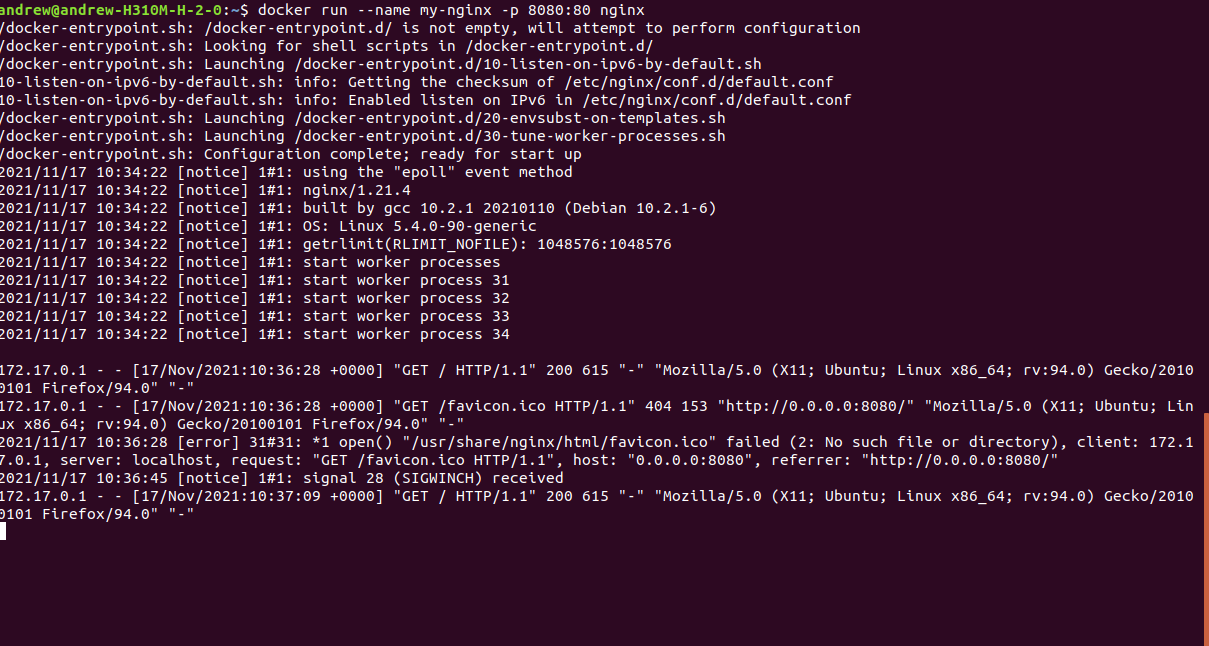 andrew@andrew-H310M-H-2-0:~$ docker run --name my-nginx -p 8080:80 nginx
/docker-entrypoint.sh: /docker-entrypoint.d/ is not empty, will attempt to perform configuration
/docker-entrypoint.sh: Looking for shell scripts in /docker-entrypoint.d/
/docker-entrypoint.sh: Launching /docker-entrypoint.d/10-listen-on-ipv6-by-default.sh
10-listen-on-ipv6-by-default.sh: info: Getting the checksum of /etc/nginx/conf.d/default.conf
10-listen-on-ipv6-by-default.sh: info: Enabled listen on IPv6 in /etc/nginx/conf.d/default.conf
/docker-entrypoint.sh: Launching /docker-entrypoint.d/20-envsubst-on-templates.sh
/docker-entrypoint.sh: Launching /docker-entrypoint.d/30-tune-worker-processes.sh
/docker-entrypoint.sh: Configuration complete; ready for start up
2021/11/17 10:34:22 [notice] 1#1: using the "epoll" event method
2021/11/17 10:34:22 [notice] 1#1: nginx/1.21.4
2021/11/17 10:34:22 [notice] 1#1: built by gcc 10.2.1 20210110 (Debian 10.2.1-6)
2021/11/17 10:34:22 [notice] 1#1: OS: Linux 5.4.0-90-generic
2021/11/17 10:34:22 [notice] 1#1: getrlimit(RLIMIT_NOFILE): 1048576:1048576
2021/11/17 10:34:22 [notice] 1#1: start worker processes
2021/11/17 10:34:22 [notice] 1#1: start worker process 31
2021/11/17 10:34:22 [notice] 1#1: start worker process 32
2021/11/17 10:34:22 [notice] 1#1: start worker process 33
2021/11/17 10:34:22 [notice] 1#1: start worker process 34
172.17.0.1 - - [17/Nov/2021:10:36:28 +0000] "GET / HTTP/1.1" 200 615 "-" "Mozilla/5.0 (X11; Ubuntu; Linux x86_64; rv:94.0) Gecko/2010
0101 Firefox/94.0" "-"
172.17.0.1 - - [17/Nov/2021:10:36:28 +0000] "GET /favicon.ico HTTP/1.1" 404 153 "http://0.0.0.0:8080/" "Mozilla/5.0 (X11; Ubuntu; Lin
ux x86_64; rv:94.0) Gecko/20100101 Firefox/94.0" "-"
2021/11/17 10:36:28 [error] 31#31: *1 open() "/usr/share/nginx/html/favicon.ico" failed (2: No such file or directory), client: 172.1
7.0.1, server: localhost, request: "GET /favicon.ico HTTP/1.1", host: "0.0.0.0:8080", referrer: "http://0.0.0.0:8080/"
2021/11/17 10:36:45 [notice] 1#1: signal 28 (SIGWINCH) received
172.17.0.1 - - [17/Nov/2021:10:37:09 +0000] "GET / HTTP/1.1" 200 615 "-" "Mozilla/5.0 (X11; Ubuntu; Linux x86_64; rv:94.0) Gecko/2010
0101 Firefox/94.0" "-"